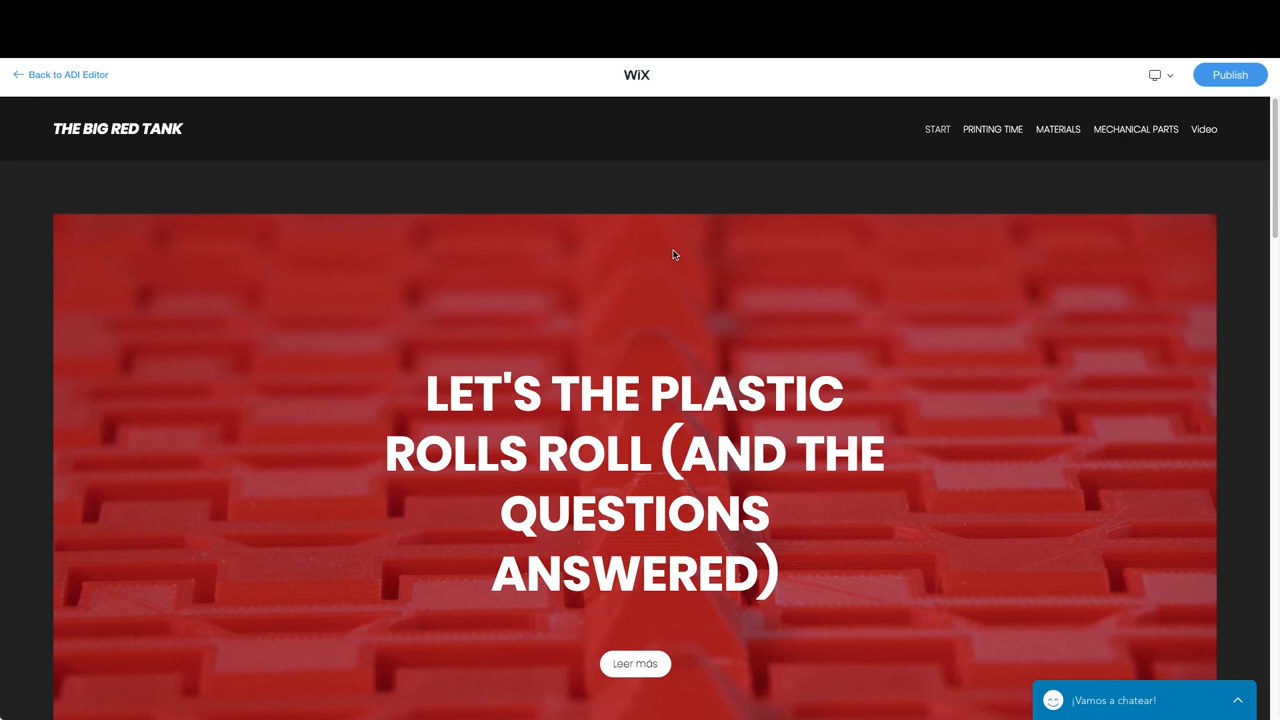 Back to ADI Editor
WiX
Publish
THE BIG RED TANK
START PRINTING TIME MATERIALS MECHANICAL PARTS Video
LET'S THE PLASTIC
ROLLS ROLL (AND THE
QUESTIONS
ANSWERED)
Leer más
¡Vamos a chatear!